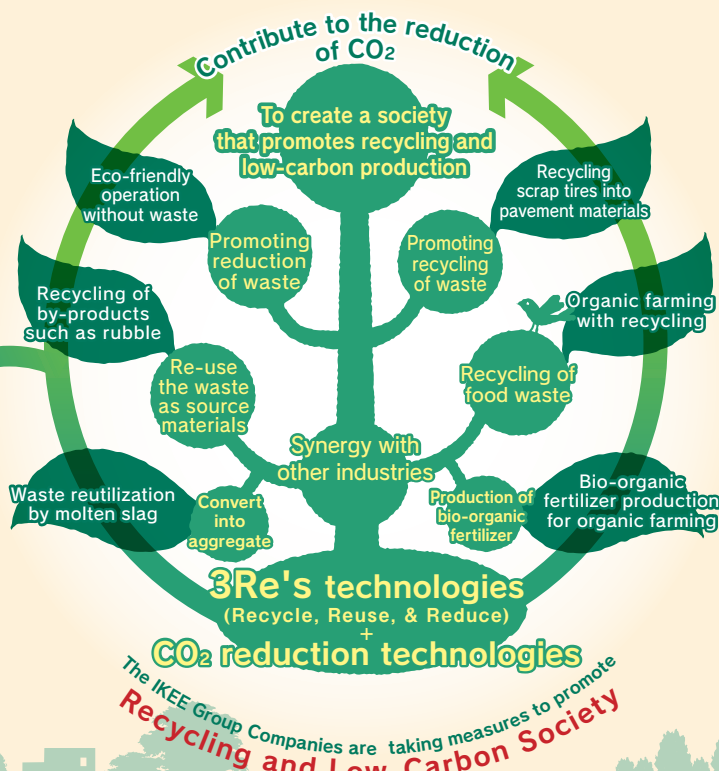 Contribute to the reduction
of CO2
To create a society
that promotes recycling and
low-carbon production
Eco-friendly
operation
without waste
Recycling
scrap tires into
pavement materials
Promoting
reduction
of waste
Promoting
recycling
of waste
Recycling of
by-products
such as rubble
Organic farming
with recycling
Re-use
the waste
as source
materials
Recycling of
food waste
Synergy with
other industries
Waste reutilization
by molten slag
Convert
into
aggregate
Production of
bio-organic
fertilizer
Bio-organic
fertilizer production
for organic farming
3Re's technologies
(Recycle, Reuse, & Reduce)
+
CO2 reduction technologies
The IKEE Group Companies are taking measures to promote
Recycling and Low Carbon Society